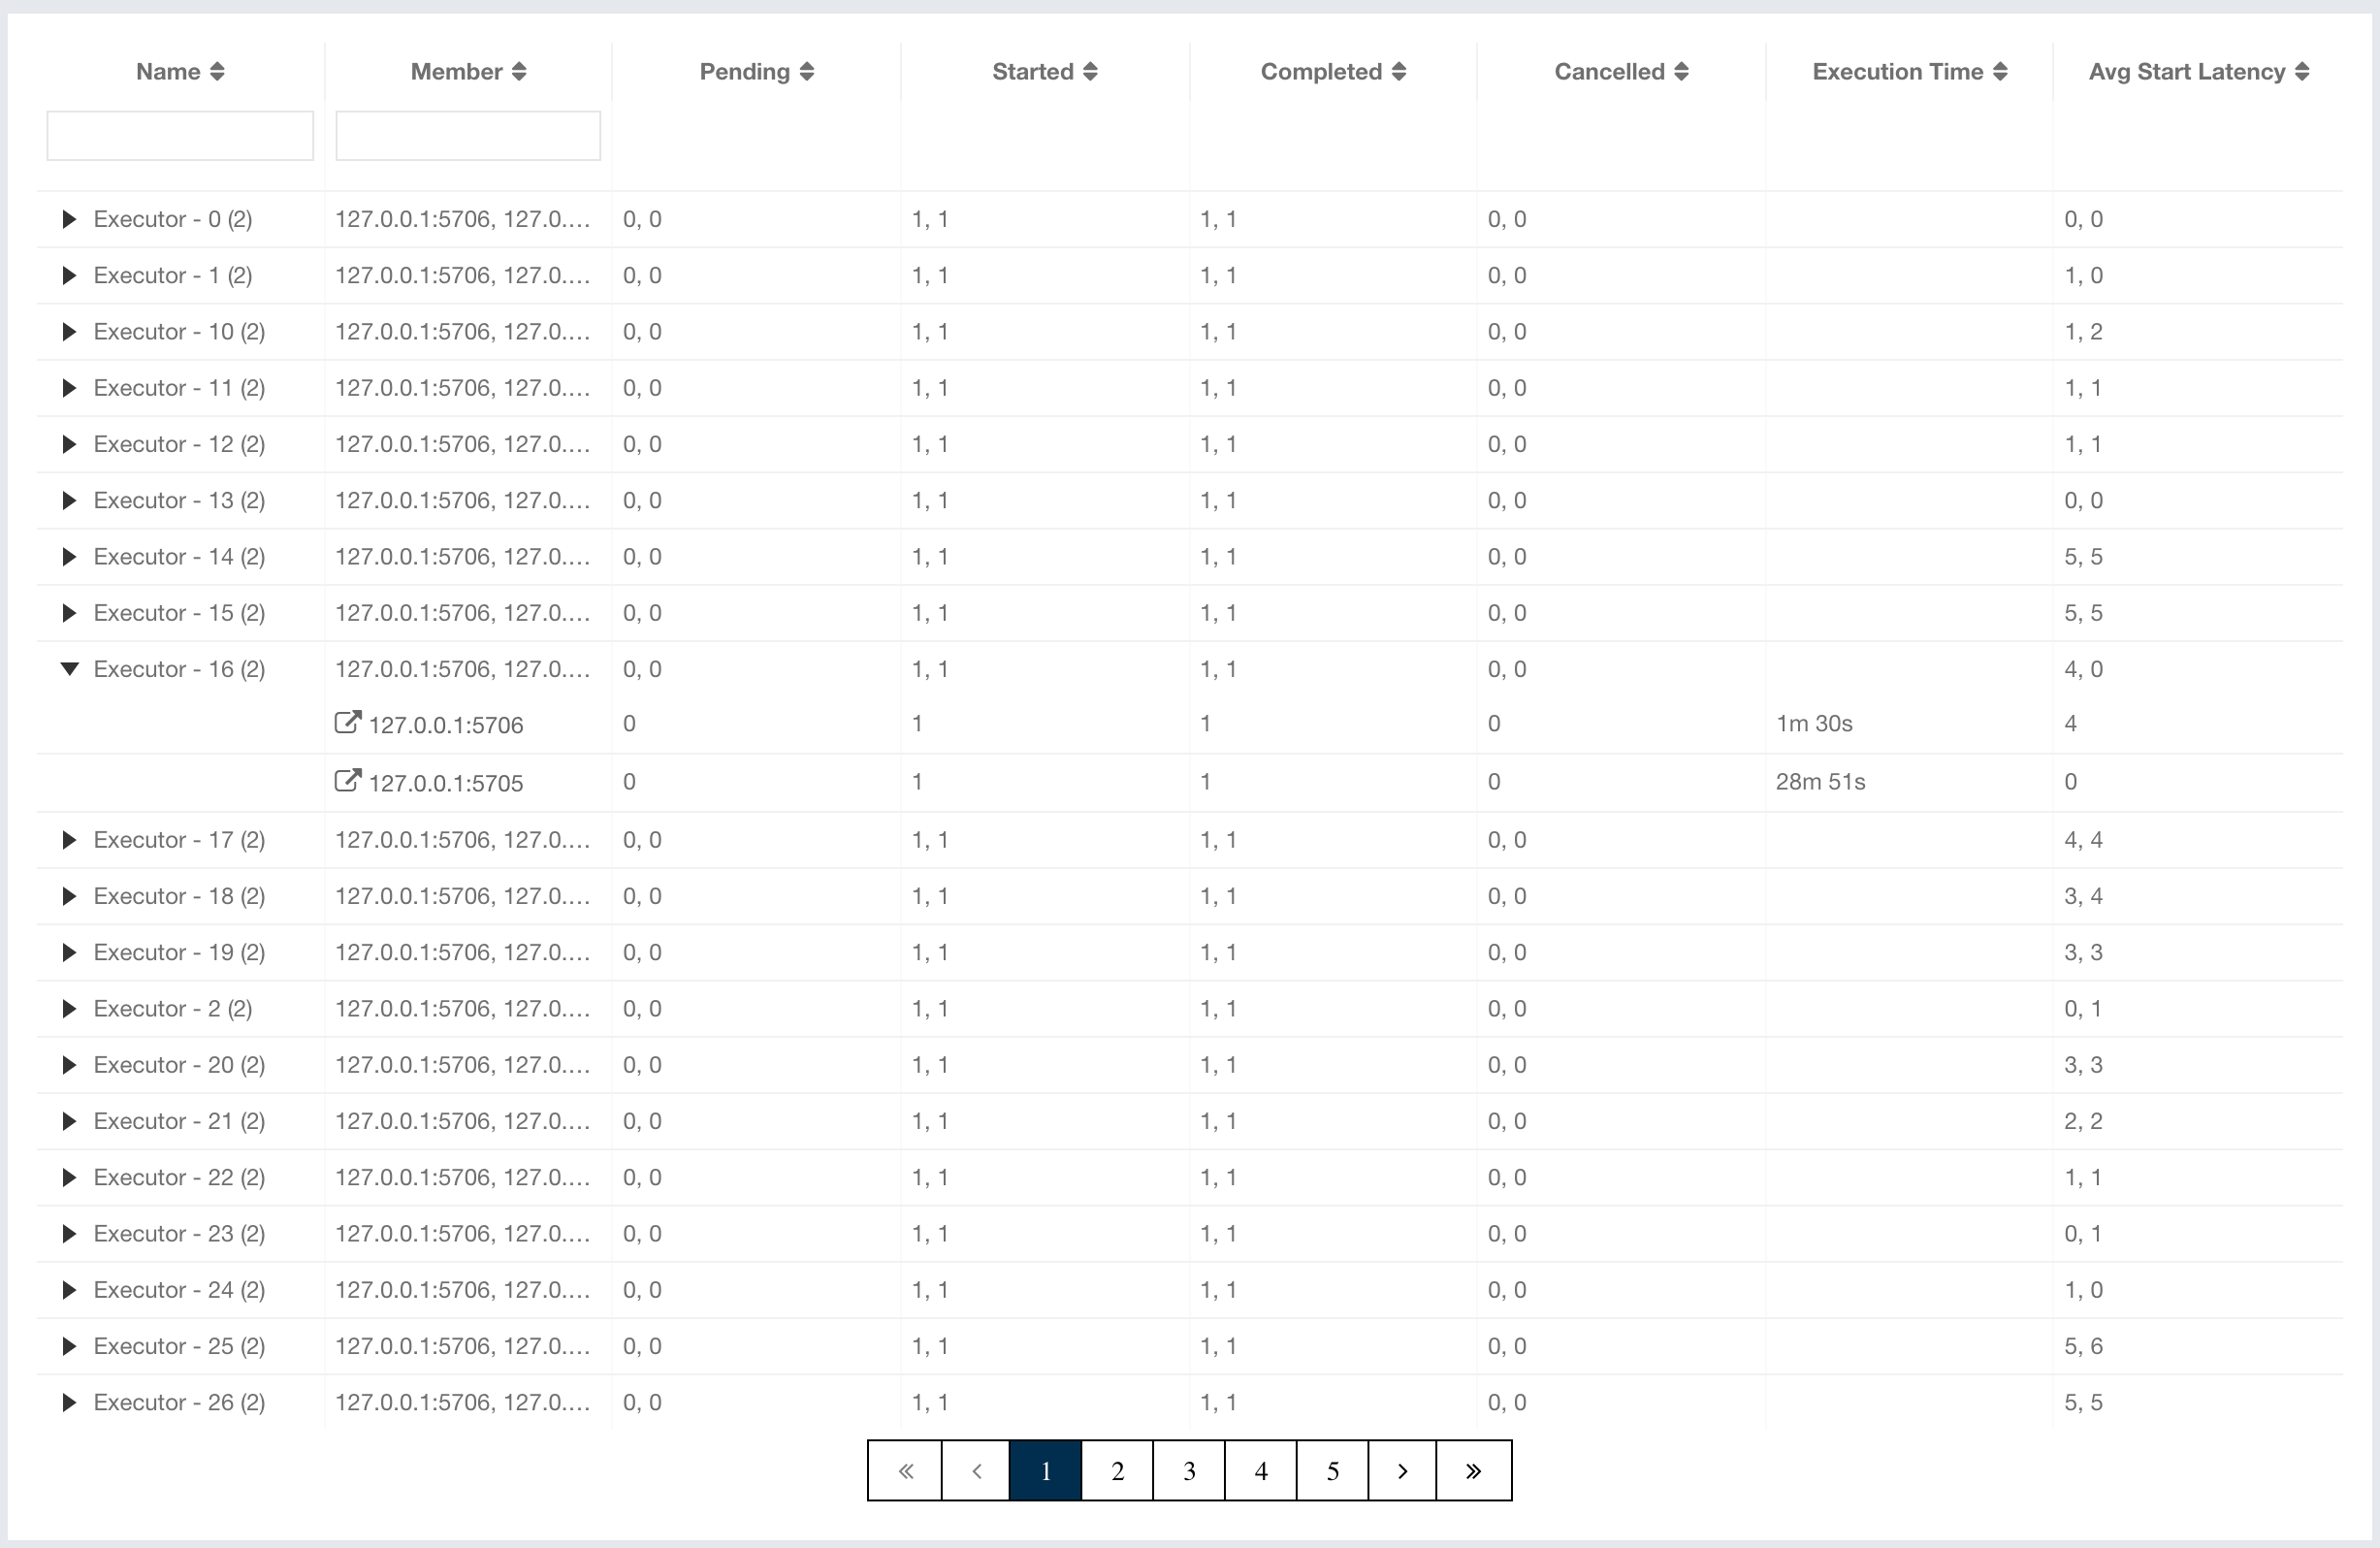 Name Member Pending Started Completed Cancelled Execution Time Avg Start Latency
Executor - 0 (2) 127.0.0.1:5706, 127.0.... 0, 0 1, 1 1, 1 0, 0 0, 0
Executor - 1 (2) 127.0.0.1:5706, 127.0.... 0, 0 1, 1 1, 1 0, 0 1, 0
Executor - 10 (2) 127.0.0.1:5706, 127.0.... 0, 0 1, 1 1, 1 0, 0 1, 2
Executor - 11 (2) 127.0.0.1:5706, 127.0.... 0, 0 1, 1 1, 1 0, 0 1, 1
Executor - 12 (2) 127.0.0.1:5706, 127.0.... 0, 0 1, 1 1, 1 0, 0 1, 1
Executor - 13 (2) 127.0.0.1:5706, 127.0.... 0, 0 1, 1 1, 1 0, 0 0, 0
Executor - 14 (2) 127.0.0.1:5706, 127.0.... 0, 0 1, 1 1, 1 0, 0 5, 5
Executor - 15 (2) 127.0.0.1:5706, 127.0.... 0, 0 1, 1 1, 1 0, 0 5, 5
Executor - 16 (2) 127.0.0.1:5706, 127.0.... 0, 0 1, 1 1, 1 0, 0 4, 0
127.0.0.1:5706 0 1 1 0 1m 30s 4
127.0.0.1:5705 0 1 1 0 28m 51s 0
Executor - 17 (2) 127.0.0.1:5706, 127.0.... 0, 0 1, 1 1, 1 0, 0 4, 4
Executor - 18 (2) 127.0.0.1:5706, 127.0.... 0, 0 1, 1 1, 1 0, 0 3, 4
Executor - 19 (2) 127.0.0.1:5706, 127.0.... 0, 0 1, 1 1, 1 0, 0 3, 3
Executor - 2 (2) 127.0.0.1:5706, 127.0.... 0, 0 1, 1 1, 1 0, 0 0, 1
Executor - 20 (2) 127.0.0.1:5706, 127.0.... 0, 0 1, 1 1, 1 0, 0 3, 3
Executor - 21 (2) 127.0.0.1:5706, 127.0.... 0, 0 1, 1 1, 1 0, 0 2, 2
Executor - 22 (2) 127.0.0.1:5706, 127.0.... 0, 0 1, 1 1, 1 0, 0 1, 1
Executor - 23 (2) 127.0.0.1:5706, 127.0.... 0, 0 1, 1 1, 1 0, 0 0, 1
Executor - 24 (2) 127.0.0.1:5706, 127.0.... 0, 0 1, 1 1, 1 0, 0 1, 0
Executor - 25 (2) 127.0.0.1:5706, 127.0.... 0, 0 1, 1 1, 1 0, 0 5, 6
Executor - 26 (2) 127.0.0.1:5706, 127.0.... 0, 0 1, 1 1, 1 0, 0 5, 5
« ‹ 1 2 3 4 5 › »